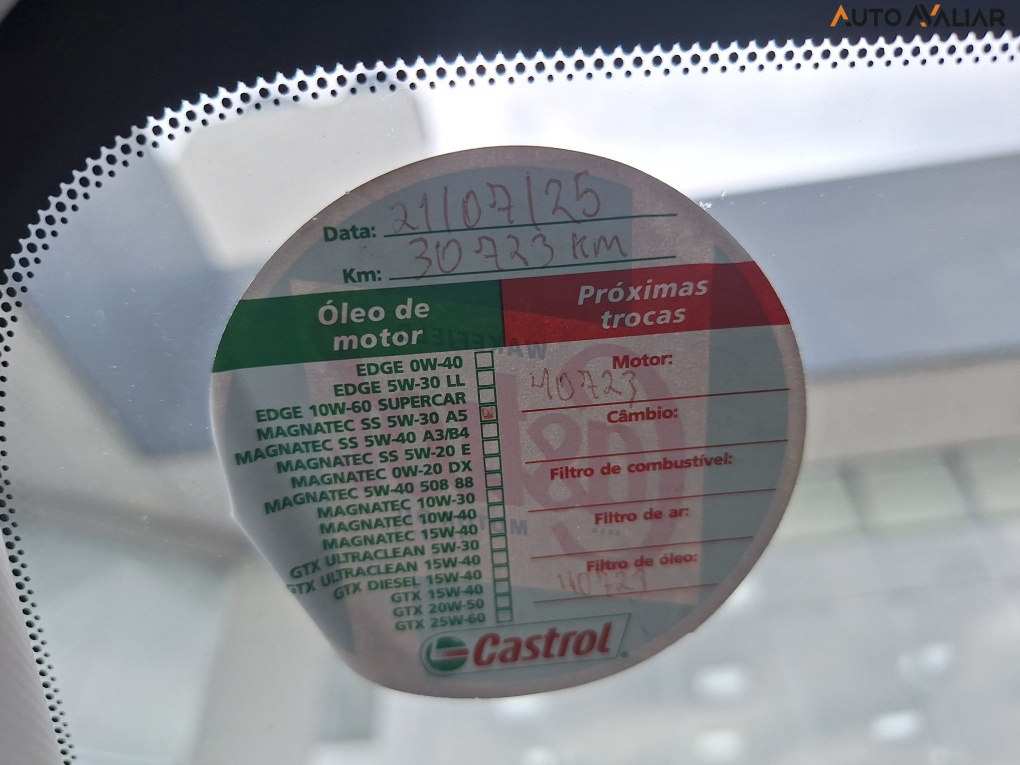 AUTO AVALIAR
Data: 21/07/25
Km: 30723 KM
Óleo de motor
EDGE 0W-40
EDGE 5W-30 LL
EDGE 10W-60 SUPERCAR
MAGNATEC SS 5W-30 A5
MAGNATEC SS 5W-40 A3/B4
MAGNATEC SS 5W-20 E
MAGNATEC 0W-20 DX
MAGNATEC 5W-40 508 88
MAGNATEC 10W-30
MAGNATEC 10W-40
MAGNATEC 15W-40
GTX ULTRACLEAN 5W-30
GTX ULTRACLEAN 15W-40
GTX DIESEL 15W-40
GTX 15W-40
GTX 20W-50
GTX 25W-60
Próximas trocas
Motor:
40723
Câmbio:
Filtro de combustível:
Filtro de ar:
Filtro de óleo:
40723
Castrol